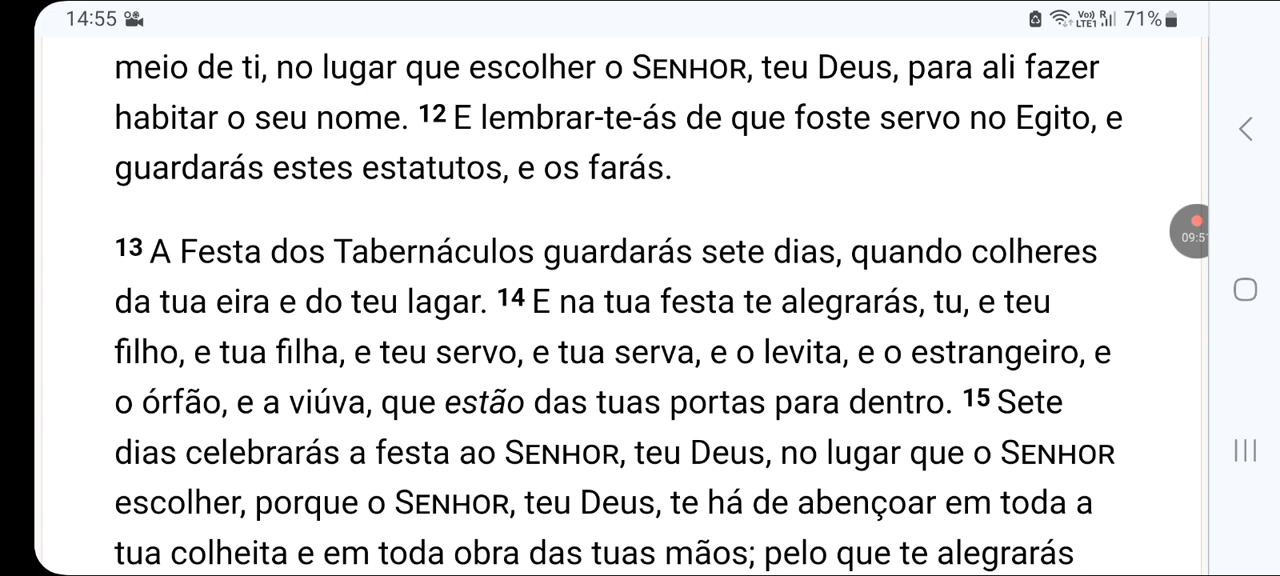 14:55
Vo)) R
LTE1 71%
meio de ti, no lugar que escolher o SENHOR, teu Deus, para ali fazer
habitar o seu nome. 12 E lembrar-te-ás de que foste servo no Egito, e
guardarás estes estatutos, e os farás.
09:51
13 A Festa dos Tabernáculos guardarás sete dias, quando colheres
da tua eira e do teu lagar. 14 E na tua festa te alegrarás, tu, e teu
filho, e tua filha, e teu servo, e tua serva, e o levita, e o estrangeiro, e
o órfão, e a viúva, que estão das tuas portas para dentro. 15 Sete
dias celebrarás a festa ao SENHOR, teu Deus, no lugar que o SENHOR
escolher, porque o SENHOR, teu Deus, te há de abençoar em toda a
tua colheita e em toda obra das tuas mãos; pelo que te alegrarás